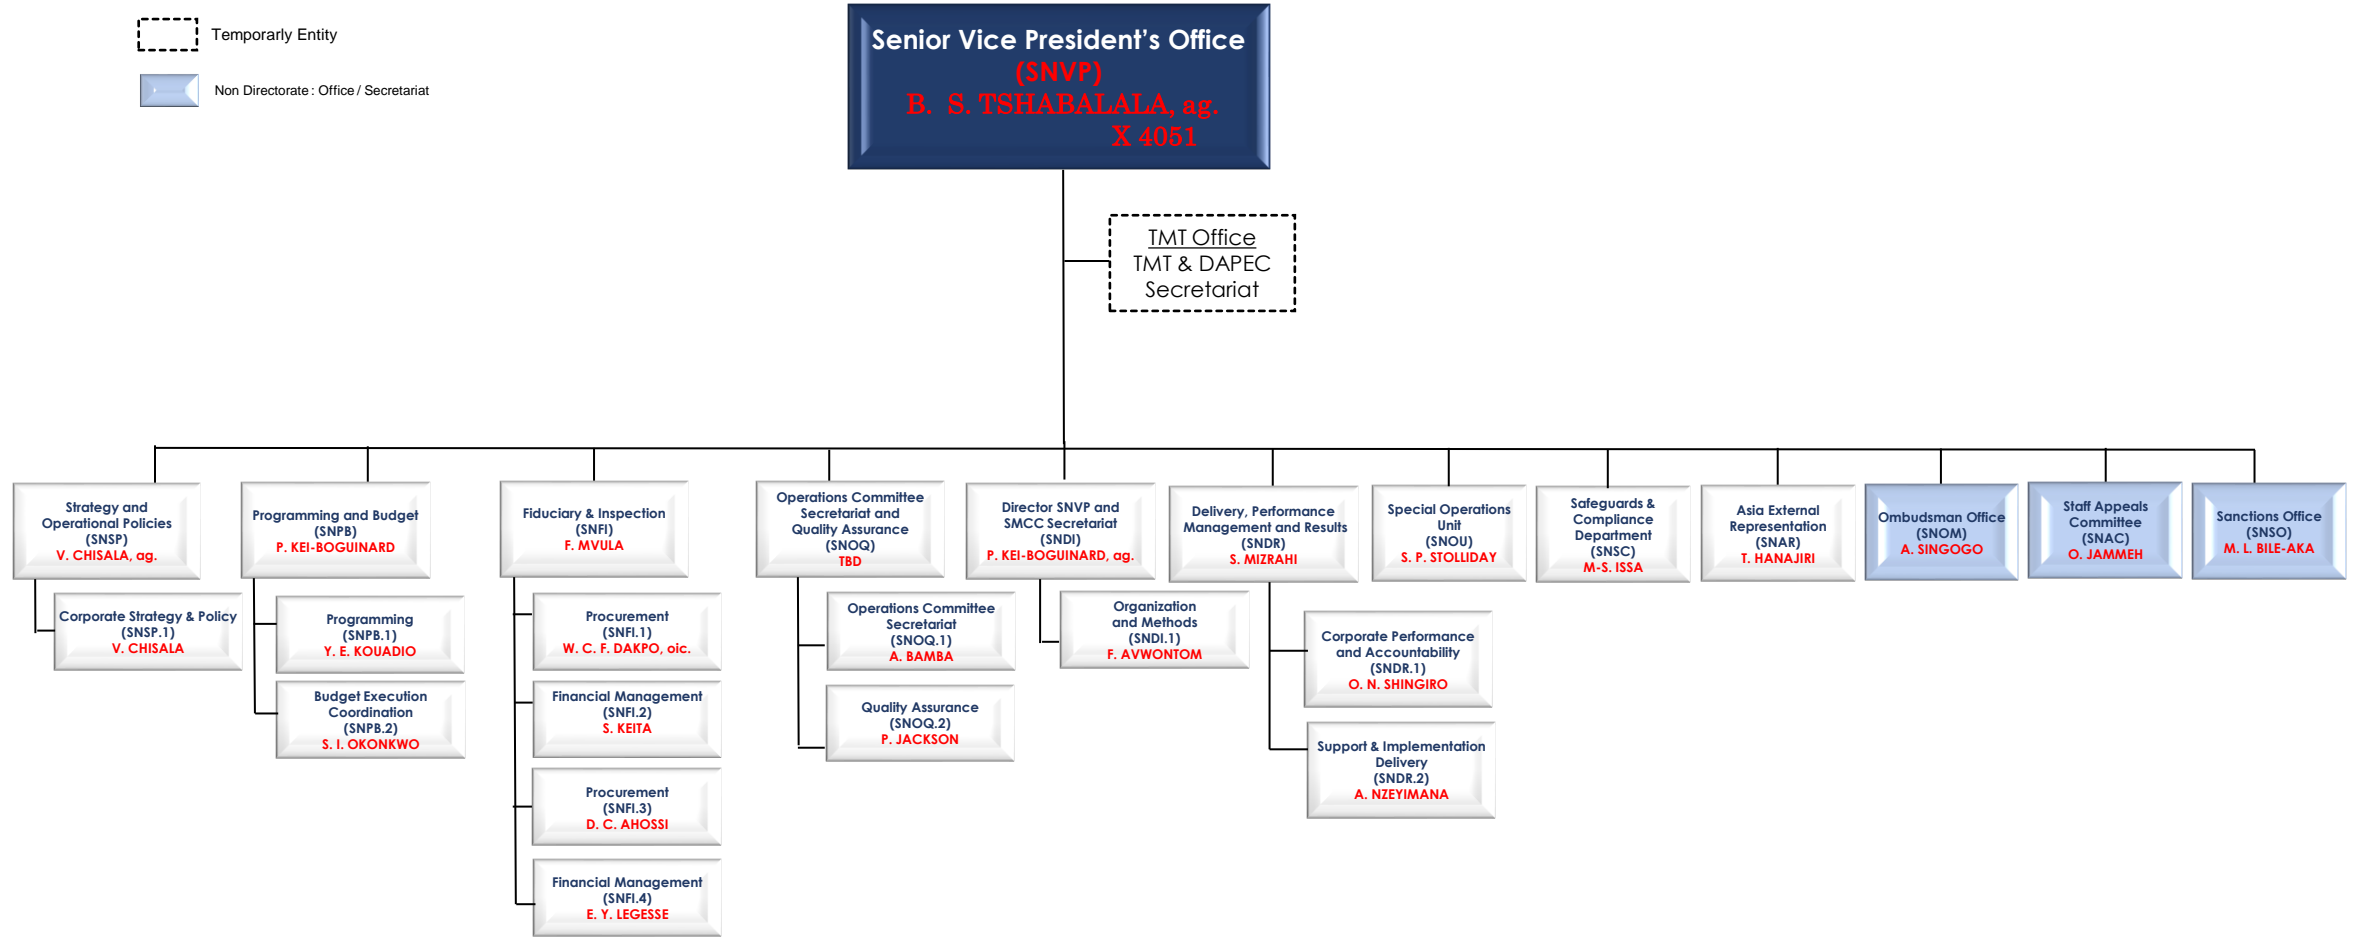 Temporarly Entity
Non Directorate : Office / Secretariat
Senior Vice President's Office
(SNVP)
B. S. TSHABALALA, ag.
X 4051
TMT Office
TMT & DAPEC
Secretariat
Strategy and
Operational Policies
(SNSP)
V. CHISALA, ag.
Corporate Strategy & Policy
(SNSP.1)
V. CHISALA
Programming and Budget
(SNPB)
P. KEI-BOGUINARD
Programming
(SNPB.1)
Y. E. KOUADIO
Budget Execution
Coordination
(SNPB.2)
S. I. OKONKWO
Fiduciary & Inspection
(SNFI)
F. MVULA
Procurement
(SNFI.1)
W. C. F. DAKPO, oic.
Financial Management
(SNFI.2)
S. KEITA
Procurement
(SNFI.3)
D. C. AHOSSI
Financial Management
(SNFI.4)
E. Y. LEGESSE
Operations Committee
Secretariat and
Quality Assurance
(SNOQ)
TBD
Operations Committee
Secretariat
(SNOQ.1)
A. BAMBA
Quality Assurance
(SNOQ.2)
P. JACKSON
Director SNVP and
SMCC Secretariat
(SNDI)
P. KEI-BOGUINARD, ag.
Organization
and Methods
(SNDI.1)
F. AVWONTOM
Delivery, Performance
Management and Results
(SNDR)
S. MIZRAHI
Corporate Performance
and Accountability
(SNDR.1)
O. N. SHINGIRO
Support & Implementation
Delivery
(SNDR.2)
A. NZEYIMANA
Special Operations
Unit
(SNOU)
S. P. STOLLIDAY
Safeguards &
Compliance
Department
(SNSC)
M-S. ISSA
Asia External
Representation
(SNAR)
T. HANAJIRI
Ombudsman Office
(SNOM)
A. SINGOGO
Staff Appeals
Committee
(SNAC)
O. JAMMEH
Sanctions Office
(SNSO)
M. L. BILE-AKA